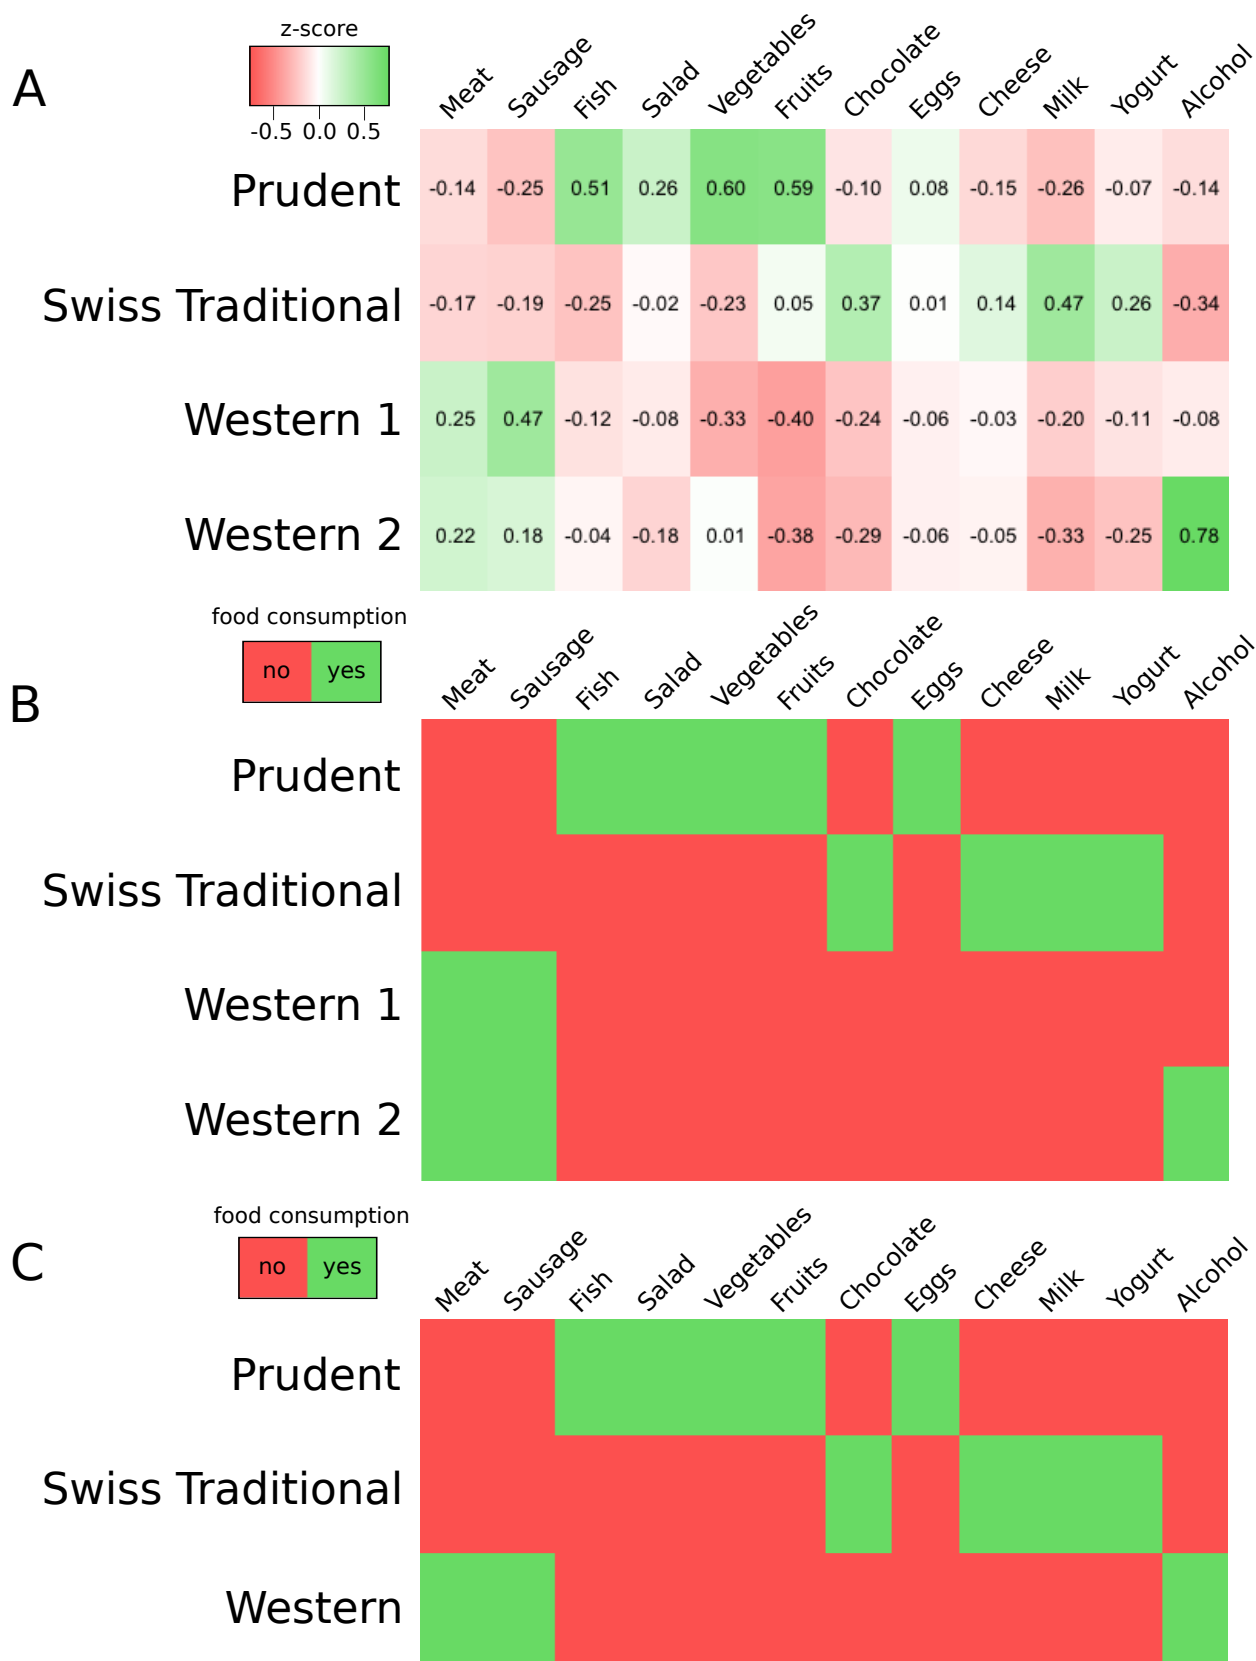 A
z-score
-0.5 0.0 0.5
Meat Sausage Fish Salad Vegetables Fruits Chocolate Eggs Cheese Milk Yogurt Alcohol
Prudent -0.14 -0.25 0.51 0.26 0.60 0.59 -0.10 0.08 -0.15 -0.26 -0.07 -0.14
Swiss Traditional -0.17 -0.19 -0.25 -0.02 -0.23 0.05 0.37 0.01 0.14 0.47 0.26 -0.34
Western 1 0.25 0.47 -0.12 -0.08 -0.33 -0.40 -0.24 -0.06 -0.03 -0.20 -0.11 -0.08
Western 2 0.22 0.18 -0.04 -0.18 0.01 -0.38 -0.29 -0.06 -0.05 -0.33 -0.25 0.78
B
food consumption
no yes
Meat Sausage Fish Salad Vegetables Fruits Chocolate Eggs Cheese Milk Yogurt Alcohol
Prudent
Swiss Traditional
Western 1
Western 2
C
food consumption
no yes
Meat Sausage Fish Salad Vegetables Fruits Chocolate Eggs Cheese Milk Yogurt Alcohol
Prudent
Swiss Traditional
Western